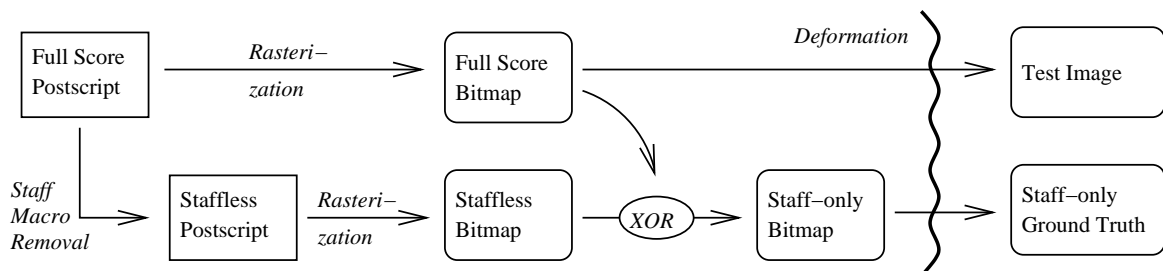 Full Score
Postscript
Rasteri–
zation
Full Score
Bitmap
Deformation
Test Image
Staff
Macro
Removal
Staffless
Postscript
Rasteri–
zation
Staffless
Bitmap
XOR
Staff–only
Bitmap
Staff–only
Ground Truth